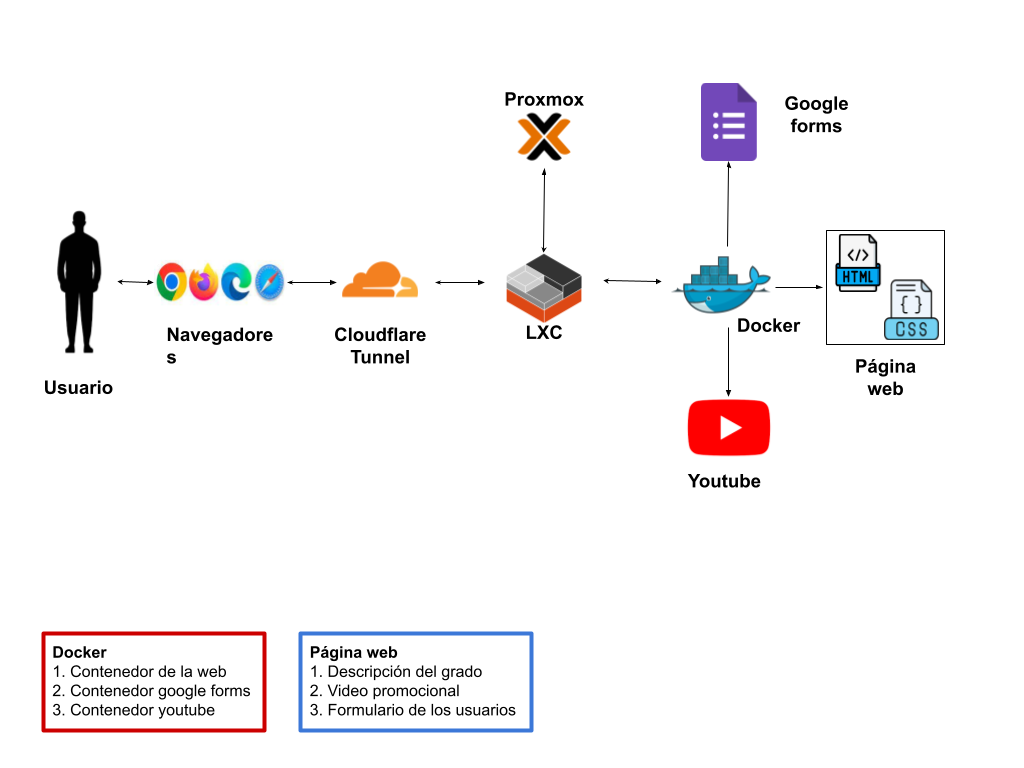 Proxmox
Google
forms
</>
HTML
{ }
CSS
Navegadore
s
Cloudflare
Tunnel
LXC
Docker
Página
web
Usuario
Youtube
Docker
1. Contenedor de la web
2. Contenedor google forms
3. Contenedor youtube
Página web
1. Descripción del grado
2. Video promocional
3. Formulario de los usuarios